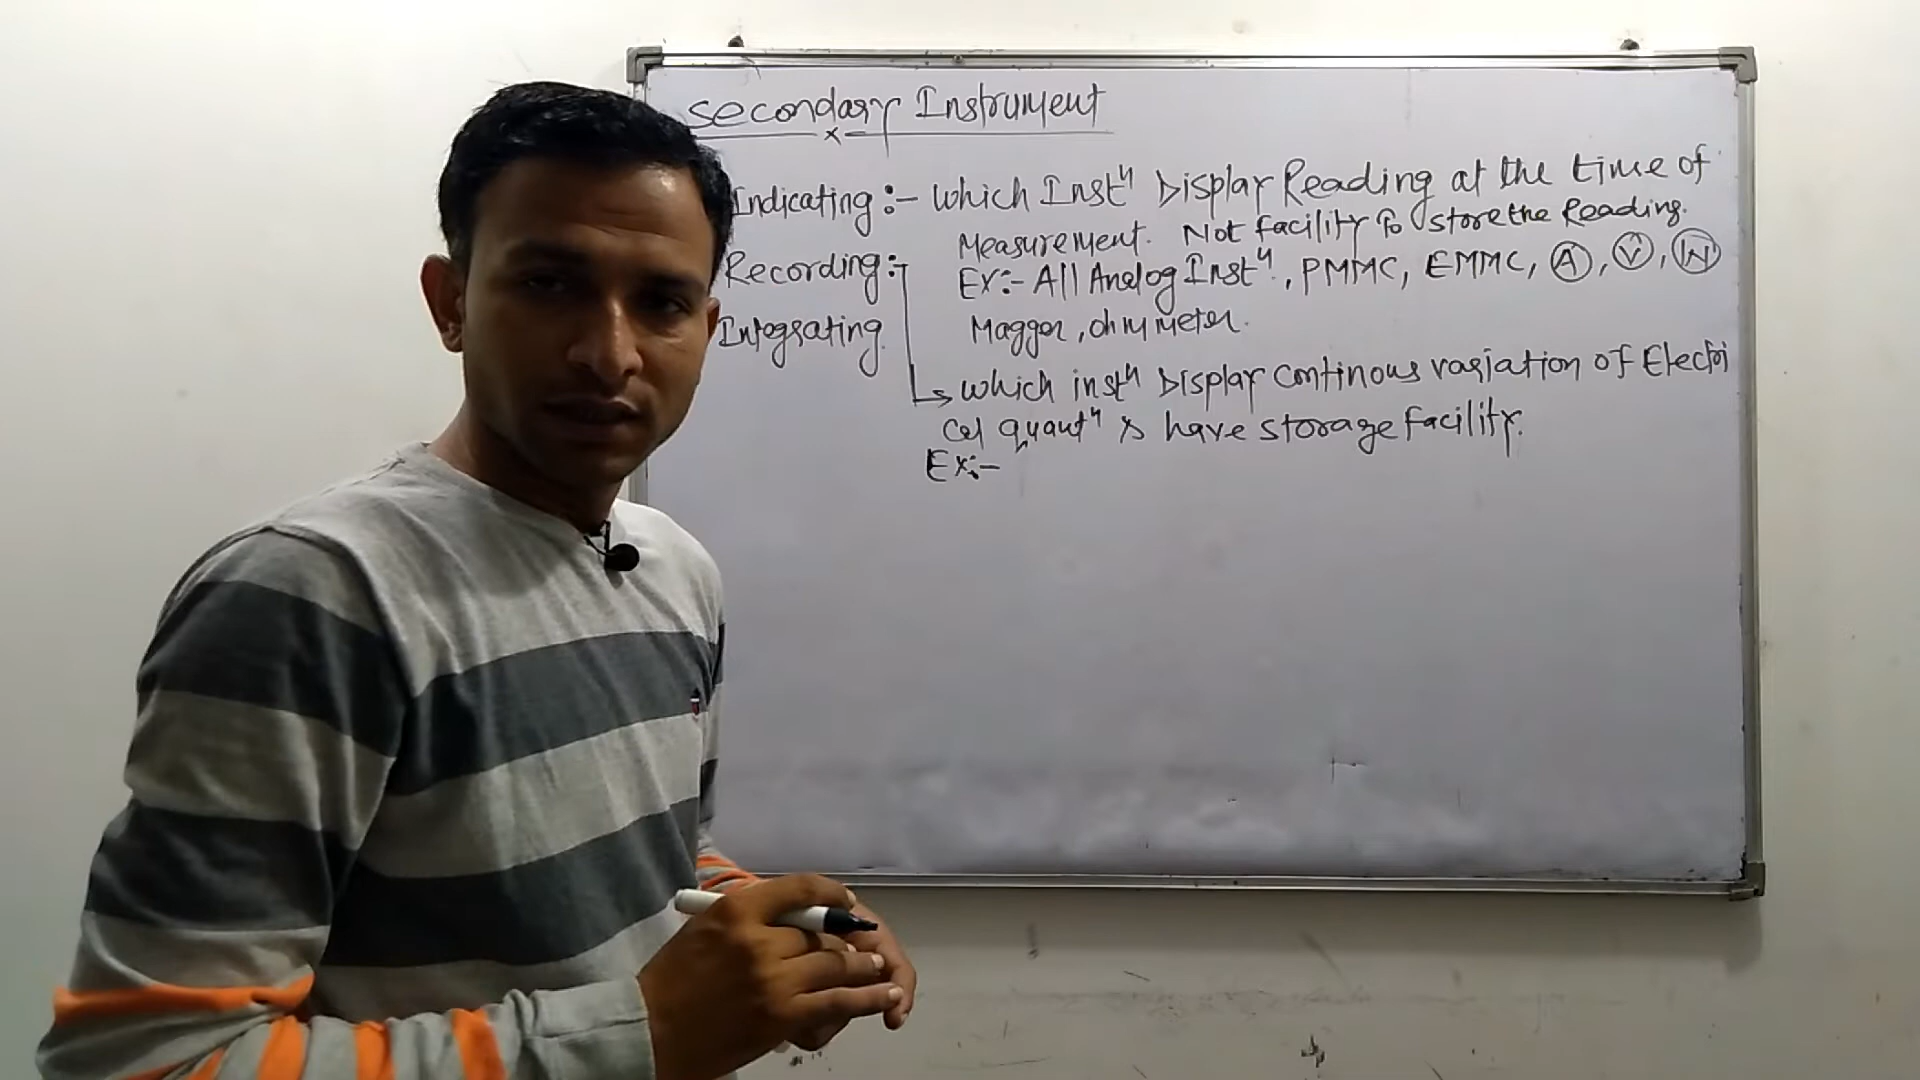 Secondary Instrument
Indicating :- Which Instⁿ Display Reading at the time of
Measurement. Not facility To store the Reading.
Recording :-
Ex:- All Analog Instⁿ, PMMC, EMMC, A, V, W
Integrating
Magger, ohmmeter.
which instⁿ Display continous variation of Electri
cal quantⁿ & have storage facility.
Ex:-